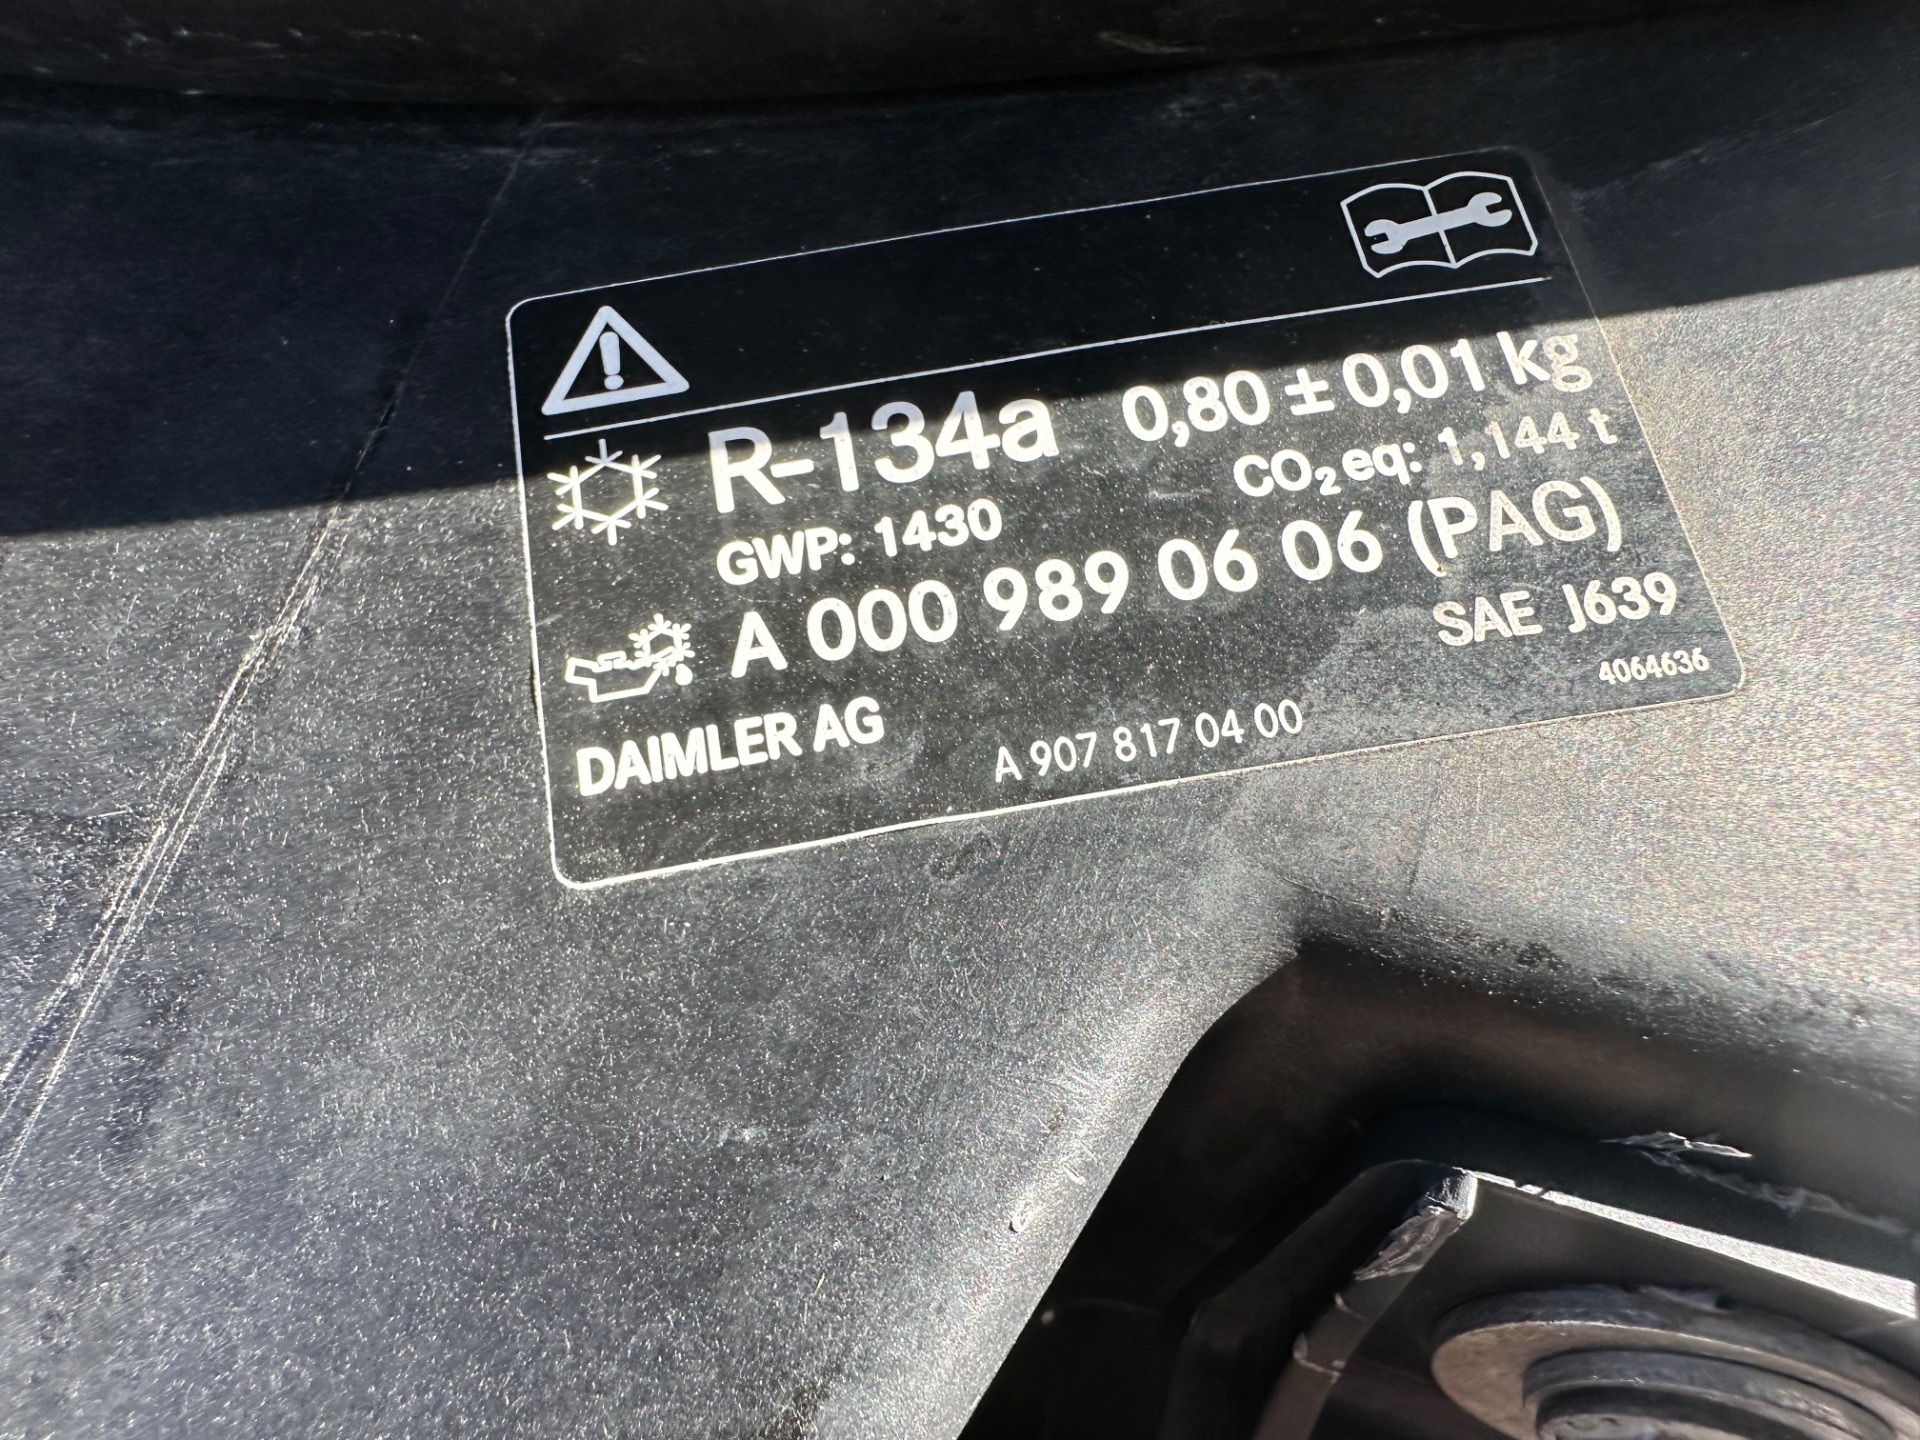 R-134a 0,80 ± 0,01 kg
GWP: 1430 CO₂ eq: 1,144 t
A 000 989 06 06 (PAG)
SAE J639
DAIMLER AG A 907 817 04 00 4064636